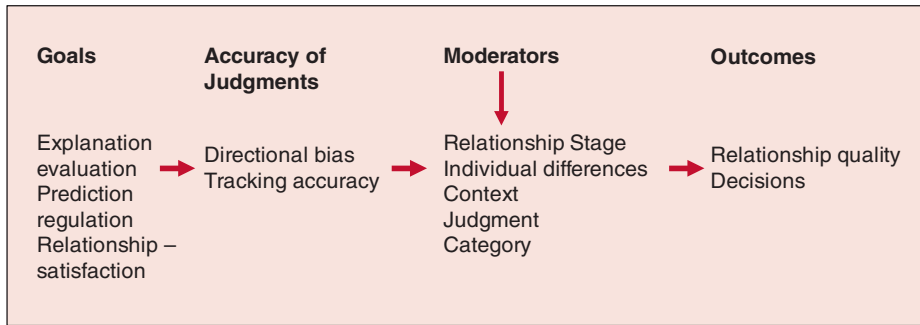 Goals
Accuracy of
Judgments
Moderators
Outcomes
Explanation
evaluation
Prediction
regulation
Relationship –
satisfaction
Directional bias
Tracking accuracy
Relationship Stage
Individual differences
Context
Judgment
Category
Relationship quality
Decisions